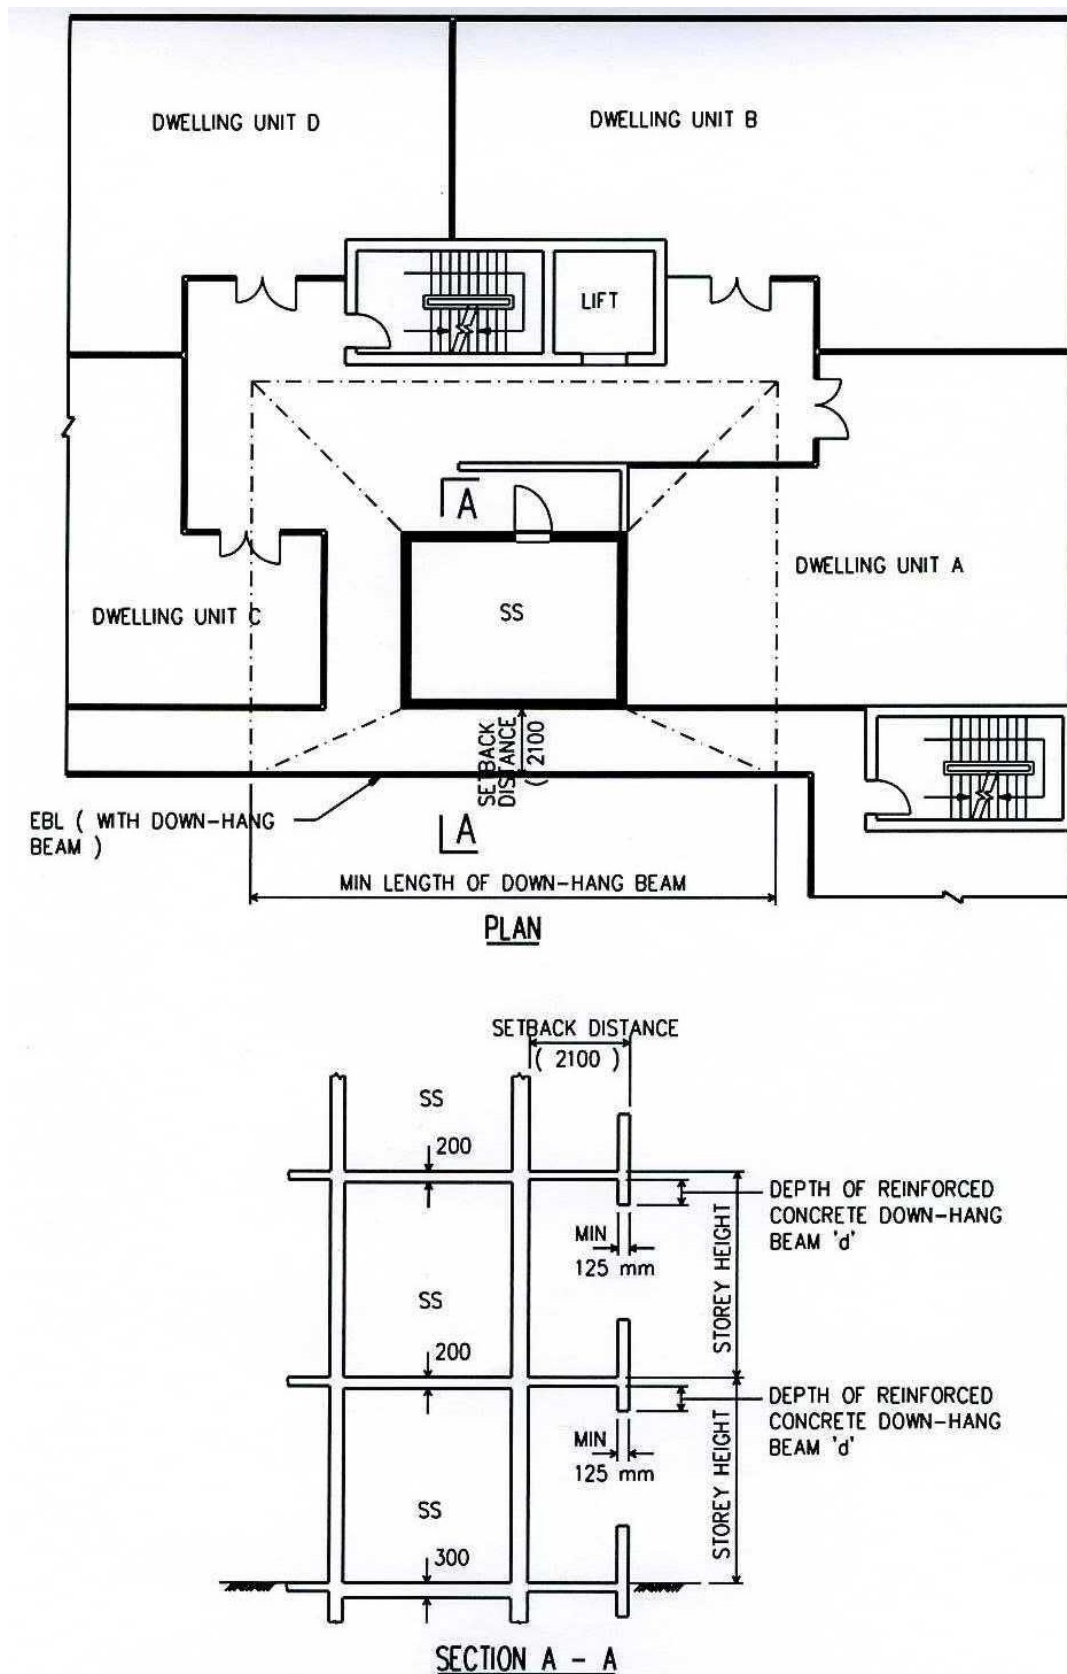 DWELLING UNIT D
DWELLING UNIT B
LIFT
A
DWELLING UNIT A
SS
DWELLING UNIT C
SETBACK
DISTANCE
( 2100
EBL ( WITH DOWN-HANG
BEAM )
A
MIN LENGTH OF DOWN-HANG BEAM
PLAN
SETBACK DISTANCE
( 2100 )
SS
200
DEPTH OF REINFORCED
CONCRETE DOWN-HANG
BEAM 'd'
MIN
125 mm
STOREY HEIGHT
SS
200
DEPTH OF REINFORCED
CONCRETE DOWN-HANG
BEAM 'd'
MIN
125 mm
STOREY HEIGHT
SS
300
SECTION A - A